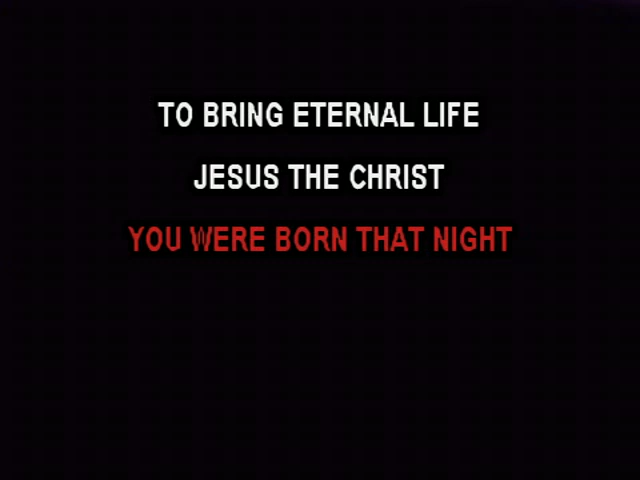 TO BRING ETERNAL LIFE
JESUS THE CHRIST
YOU WERE BORN THAT NIGHT